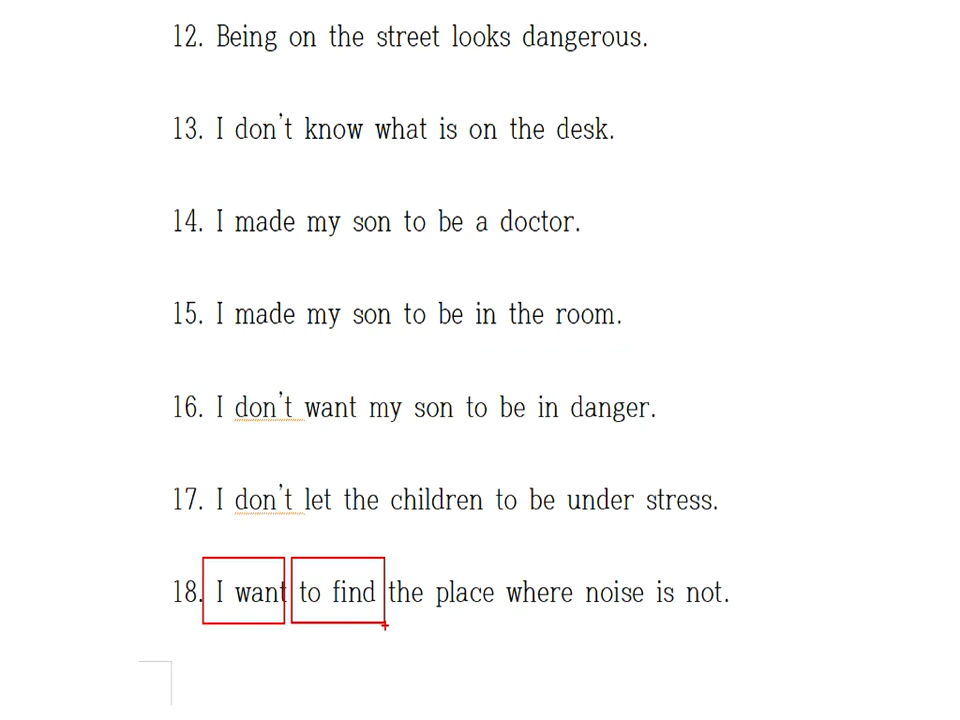 12. Being on the street looks dangerous.
13. I don't know what is on the desk.
14. I made my son to be a doctor.
15. I made my son to be in the room.
16. I don't want my son to be in danger.
17. I don't let the children to be under stress.
18. I want to find the place where noise is not.